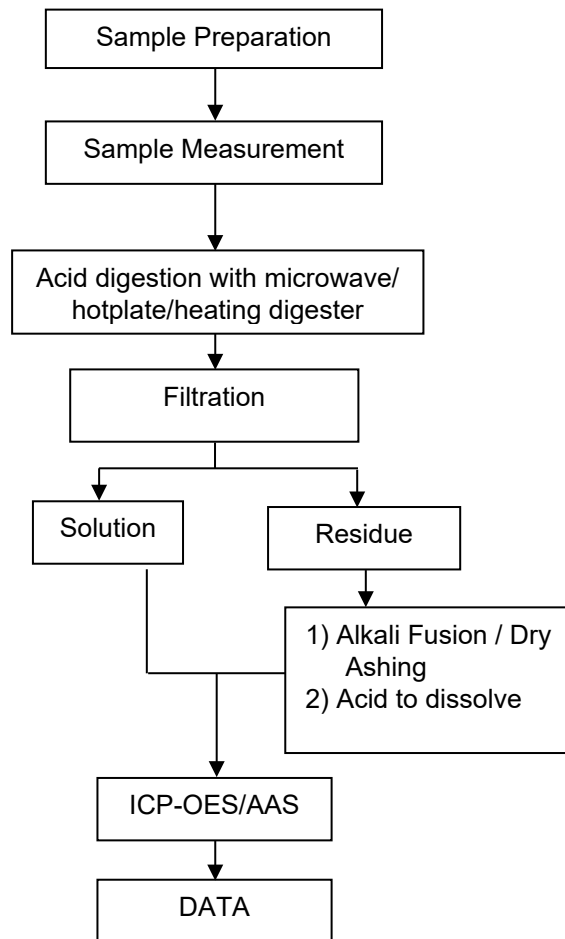 Sample Preparation
Sample Measurement
Acid digestion with microwave/
hotplate/heating digester
Filtration
Solution
Residue
1) Alkali Fusion / Dry
Ashing
2) Acid to dissolve
ICP-OES/AAS
DATA